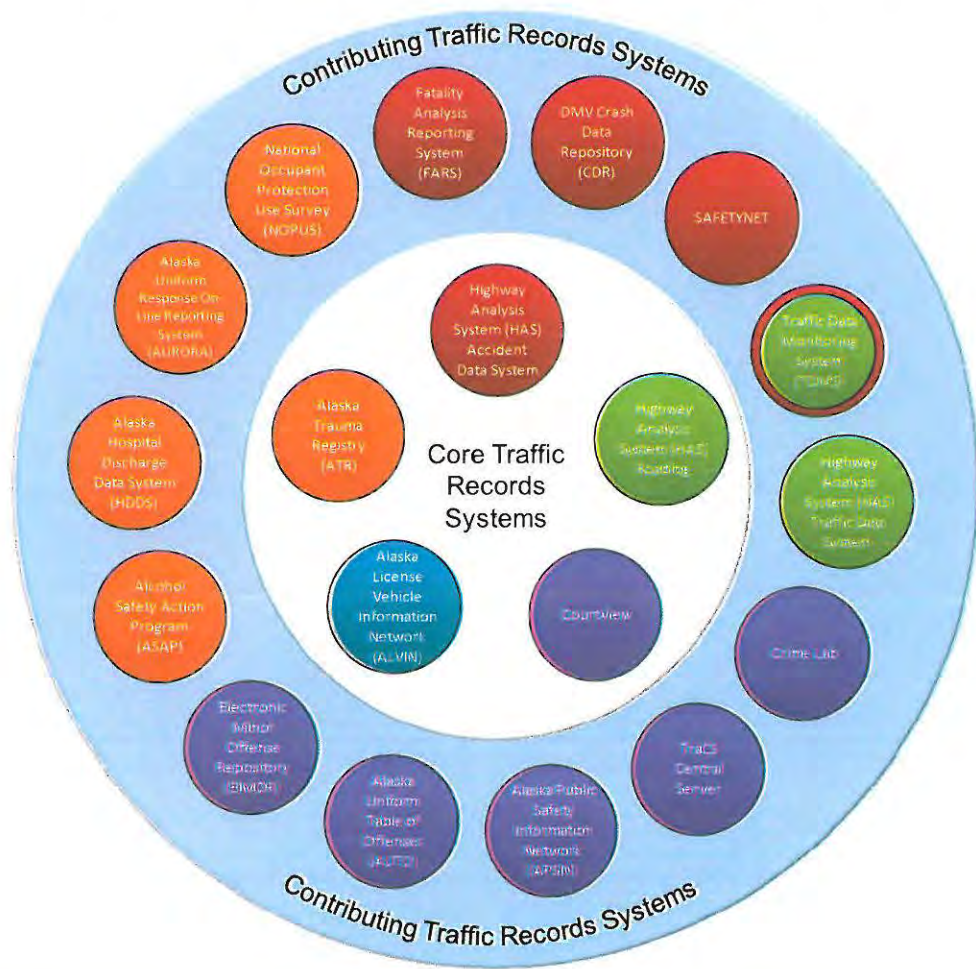 Contributing Traffic Records Systems
Fatality
Analysis
Reporting
System
(FARS)
DMV Crash
Data
Repository
(CDR)
SAFETYNET
Traffic Data
Monitoring
System
Highway
Analysis
System (HAS)
Traffic Data
System
Crime Lab
TraCS
Central
Server
Alaska Public
Safety
Information
Network
(APSIN)
Alaska
Uniform
Table of
Offenses
(AUTO)
Electronic
Minor
Offense
Repository
Alcohol
Safety Action
Program
(ASAP)
Alaska
Hospital
Discharge
Data System
(HDDS)
Alaska
Uniform
Response On-
Line Reporting
System
(AURORA)
National
Occupant
Protection
Use Survey
(NOPUS)
Highway
Analysis
System (HAS)
Accident
Data System
Highway
Analysis
System (HAS)
Roading
Courtview
Alaska
License
Vehicle
Information
Network
(ALVIN)
Alaska
Trauma
Registry
(ATR)
Core Traffic
Records
Systems
Contributing Traffic Records Systems